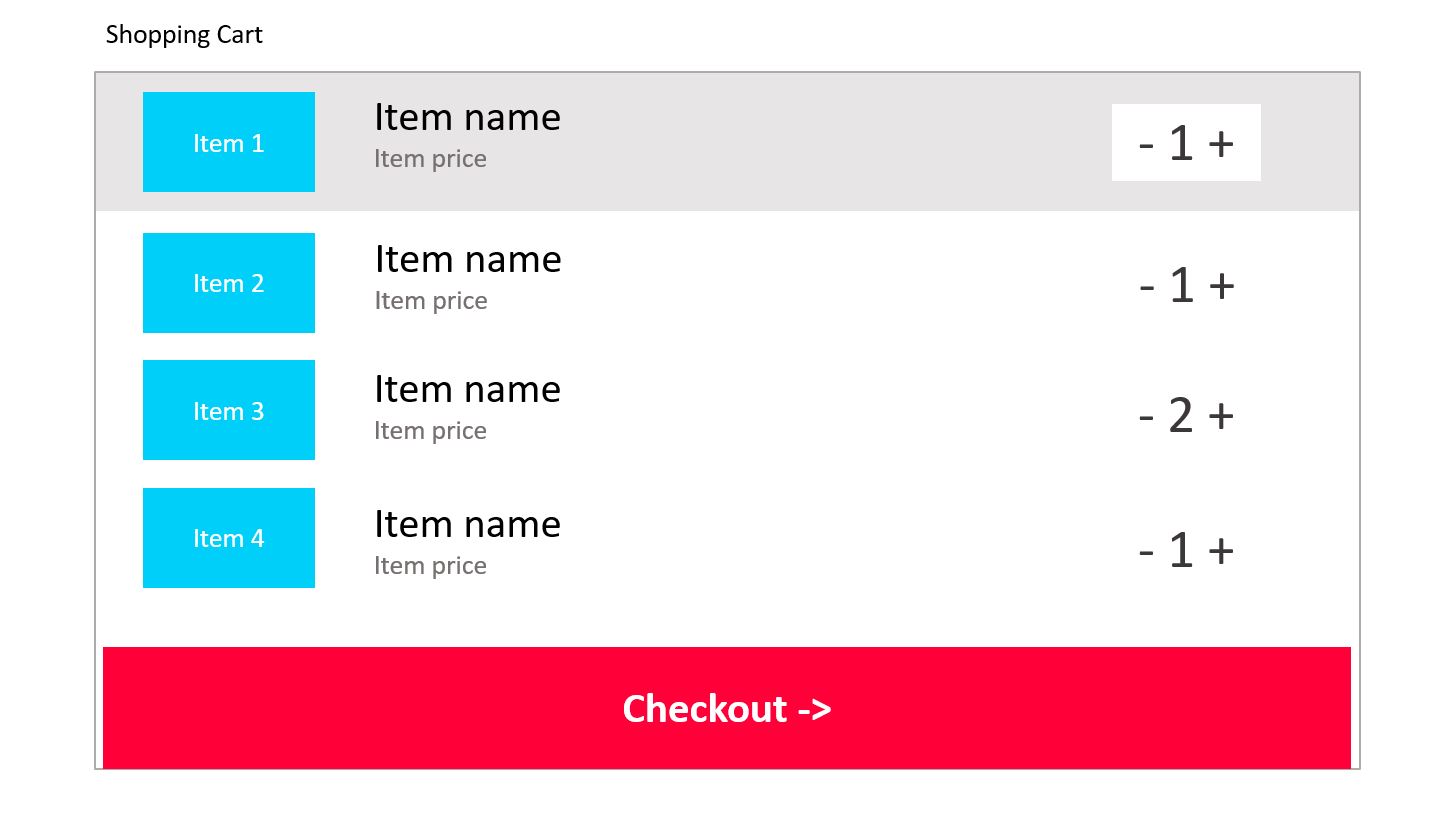 Shopping Cart
Item 1
Item name
Item price
- 1 +
Item 2
Item name
Item price
- 1 +
Item 3
Item name
Item price
- 2 +
Item 4
Item name
Item price
- 1 +
Checkout ->